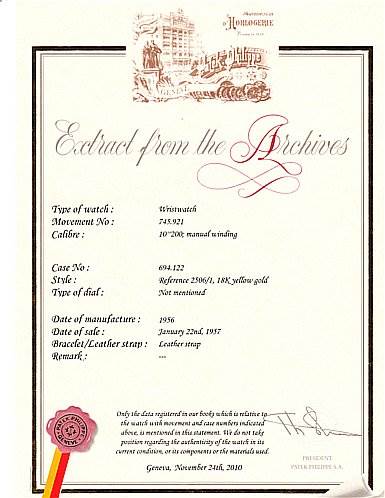 Manufacture
d'HORLOGERIE
GENÈVE
Extract from the Archives
Type of watch : Wristwatch
Movement No : 745.921
Calibre : 10'''200; manual winding
Case No : 694.122
Style : Reference 2506/1, 18K yellow gold
Type of dial : Not mentioned
Date of manufacture : 1956
Date of sale : January 22nd, 1957
Bracelet/Leather strap : Leather strap
Remark : ---
Only the data registered in our books which is relative to
the watch with movement and case numbers indicated
above, is mentioned in this statement. We do not take
position regarding the authenticity of the watch in its
current condition, or its components or the materials used.
Geneva, November 24th, 2010
PRESIDENT
PATEK PHILIPPE S.A.
PATEK PHILIPPE
GENEVE